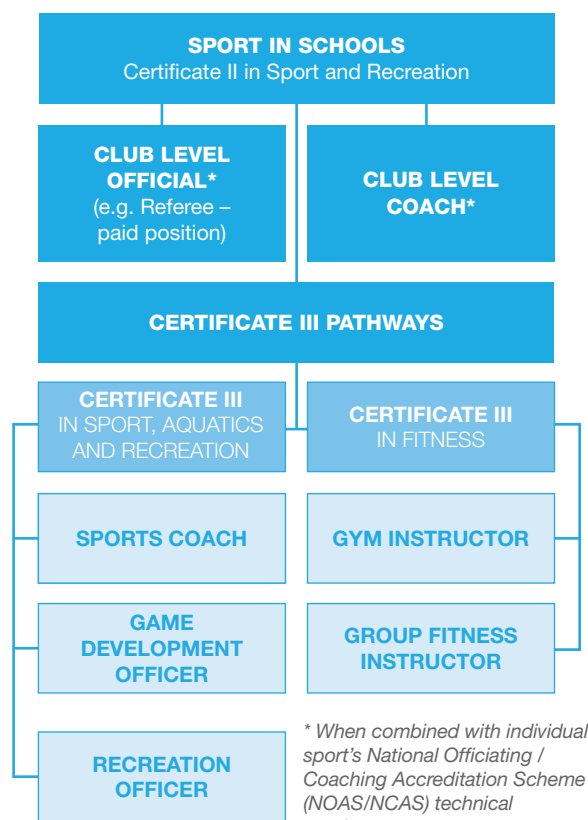 SPORT IN SCHOOLS
Certificate II in Sport and Recreation
CLUB LEVEL
OFFICIAL*
(e.g. Referee –
paid position)
CLUB LEVEL
COACH*
CERTIFICATE III PATHWAYS
CERTIFICATE III
IN SPORT, AQUATICS
AND RECREATION
CERTIFICATE III
IN FITNESS
SPORTS COACH
GYM INSTRUCTOR
GAME
DEVELOPMENT
OFFICER
GROUP FITNESS
INSTRUCTOR
RECREATION
OFFICER
* When combined with individual
sport's National Officiating /
Coaching Accreditation Scheme
(NOAS/NCAS) technical